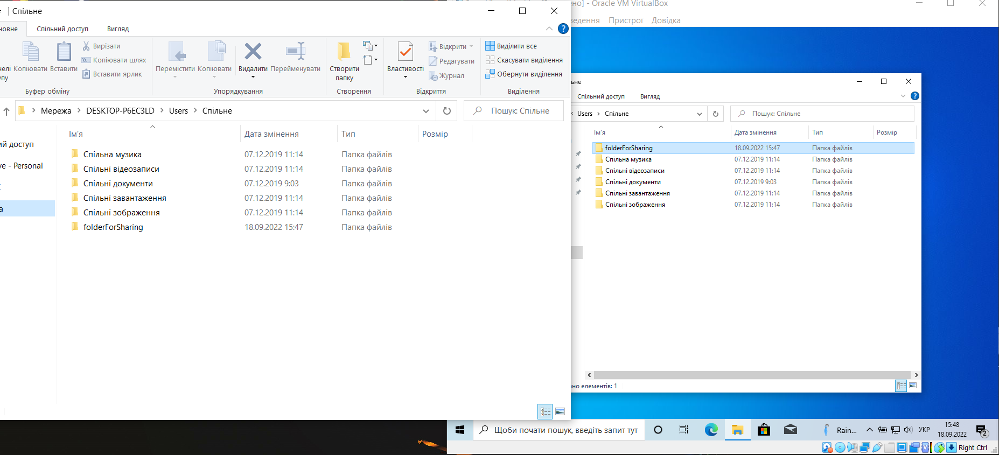 Спільне
Спільний доступ
Вигляд
Копіювати
Вставити
Вирізати
Копіювати шлях
Вставити ярлик
Буфер обміну
Перемістити
Копіювати
Видалити
Перейменувати
Упорядкування
Створити папку
Створення
Властивості
Відкрити
Редагувати
Журнал
Відкриття
Виділити все
Скасувати виділення
Обернути виділення
Виділення
Мережа > DESKTOP-P6EC3LD > Users > Спільне
Пошук: Спільне
Ім'я Дата змінення Тип Розмір
Спільна музика 07.12.2019 11:14 Папка файлів
Спільні відеозаписи 07.12.2019 11:14 Папка файлів
Спільні документи 07.12.2019 9:03 Папка файлів
Спільні завантаження 07.12.2019 11:14 Папка файлів
Спільні зображення 07.12.2019 11:14 Папка файлів
folderForSharing 18.09.2022 15:47 Папка файлів
ий доступ
ve - Personal
а
ено] - Oracle VM VirtualBox
ведення Пристрої Довідка
ьне
Спільний доступ Вигляд
Users > Спільне
Пошук: Спільне
Ім'я Дата змінення Тип Розмір
folderForSharing 18.09.2022 15:47 Папка файлів
Спільна музика 07.12.2019 11:14 Папка файлів
Спільні відеозаписи 07.12.2019 11:14 Папка файлів
Спільні документи 07.12.2019 9:03 Папка файлів
Спільні завантаження 07.12.2019 11:14 Папка файлів
Спільні зображення 07.12.2019 11:14 Папка файлів
но елементів: 1
Щоби почати пошук, введіть запит тут
Rain...
УКР
15:48
18.09.2022
2
Right Ctrl